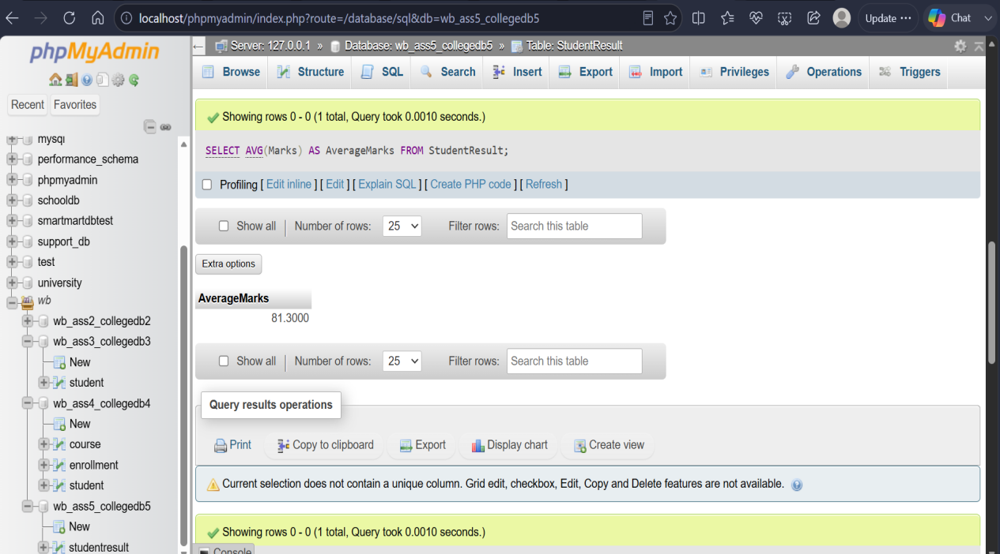 localhost/phpmyadmin/index.php?route=/database/sql&db=wb_ass5_collegedb5
Update
Chat
phpMyAdmin
Recent
Favorites
mysql
performance_schema
phpmyadmin
schooldb
smartmartdbtest
support_db
test
university
wb
wb_ass2_collegedb2
wb_ass3_collegedb3
New
student
wb_ass4_collegedb4
New
course
enrollment
student
wb_ass5_collegedb5
New
studentresult
Server: 127.0.0.1 » Database: wb_ass5_collegedb5 » Table: StudentResult
Browse Structure SQL Search Insert Export Import Privileges Operations Triggers
Showing rows 0 - 0 (1 total, Query took 0.0010 seconds.)
SELECT AVG(Marks) AS AverageMarks FROM StudentResult;
Profiling [ Edit inline ] [ Edit ] [ Explain SQL ] [ Create PHP code ] [ Refresh ]
Show all | Number of rows: 25 Filter rows: Search this table
Extra options
AverageMarks
81.3000
Show all | Number of rows: 25 Filter rows: Search this table
Query results operations
Print Copy to clipboard Export Display chart Create view
Current selection does not contain a unique column. Grid edit, checkbox, Edit, Copy and Delete features are not available.
Showing rows 0 - 0 (1 total, Query took 0.0010 seconds.)
Console